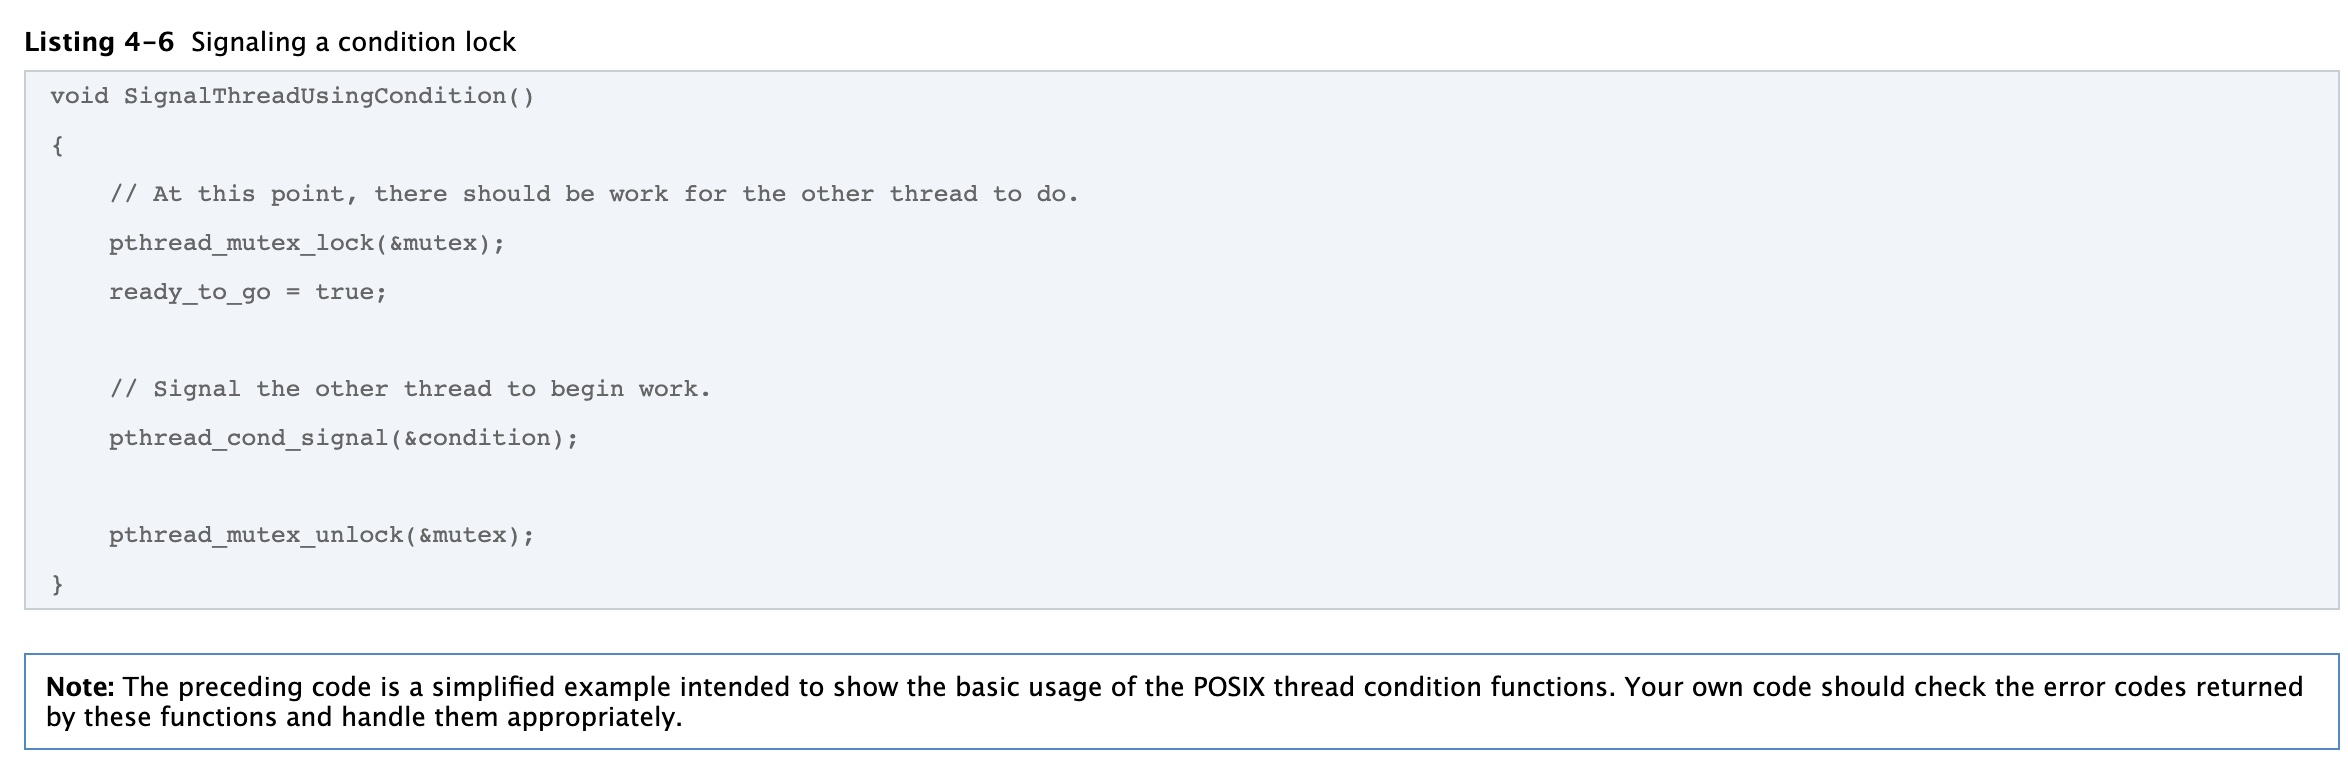 Listing 4-6 Signaling a condition lock
void SignalThreadUsingCondition()
{
// At this point, there should be work for the other thread to do.
pthread_mutex_lock(&mutex);
ready_to_go = true;
// Signal the other thread to begin work.
pthread_cond_signal(&condition);
pthread_mutex_unlock(&mutex);
}
Note: The preceding code is a simplified example intended to show the basic usage of the POSIX thread condition functions. Your own code should check the error codes returned
by these functions and handle them appropriately.